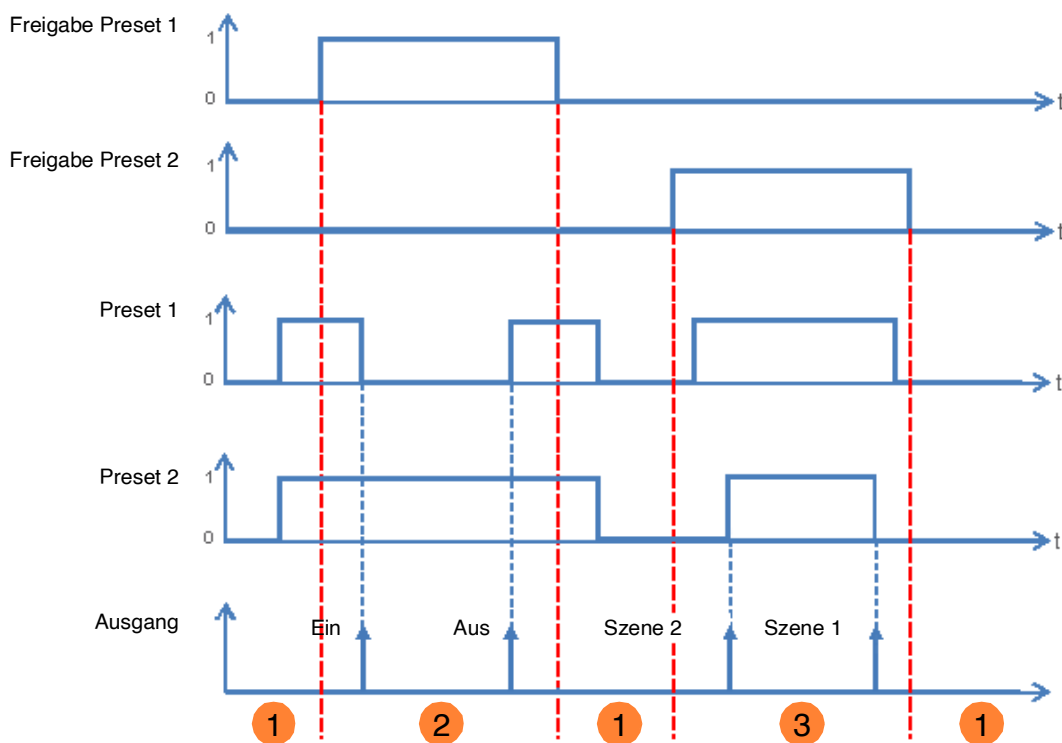 Freigabe Preset 1
1
0
t
Freigabe Preset 2
1
0
t
Preset 1
1
0
t
Preset 2
1
0
t
Ausgang
Ein
Aus
Szene 2
Szene 1
1
2
1
3
1